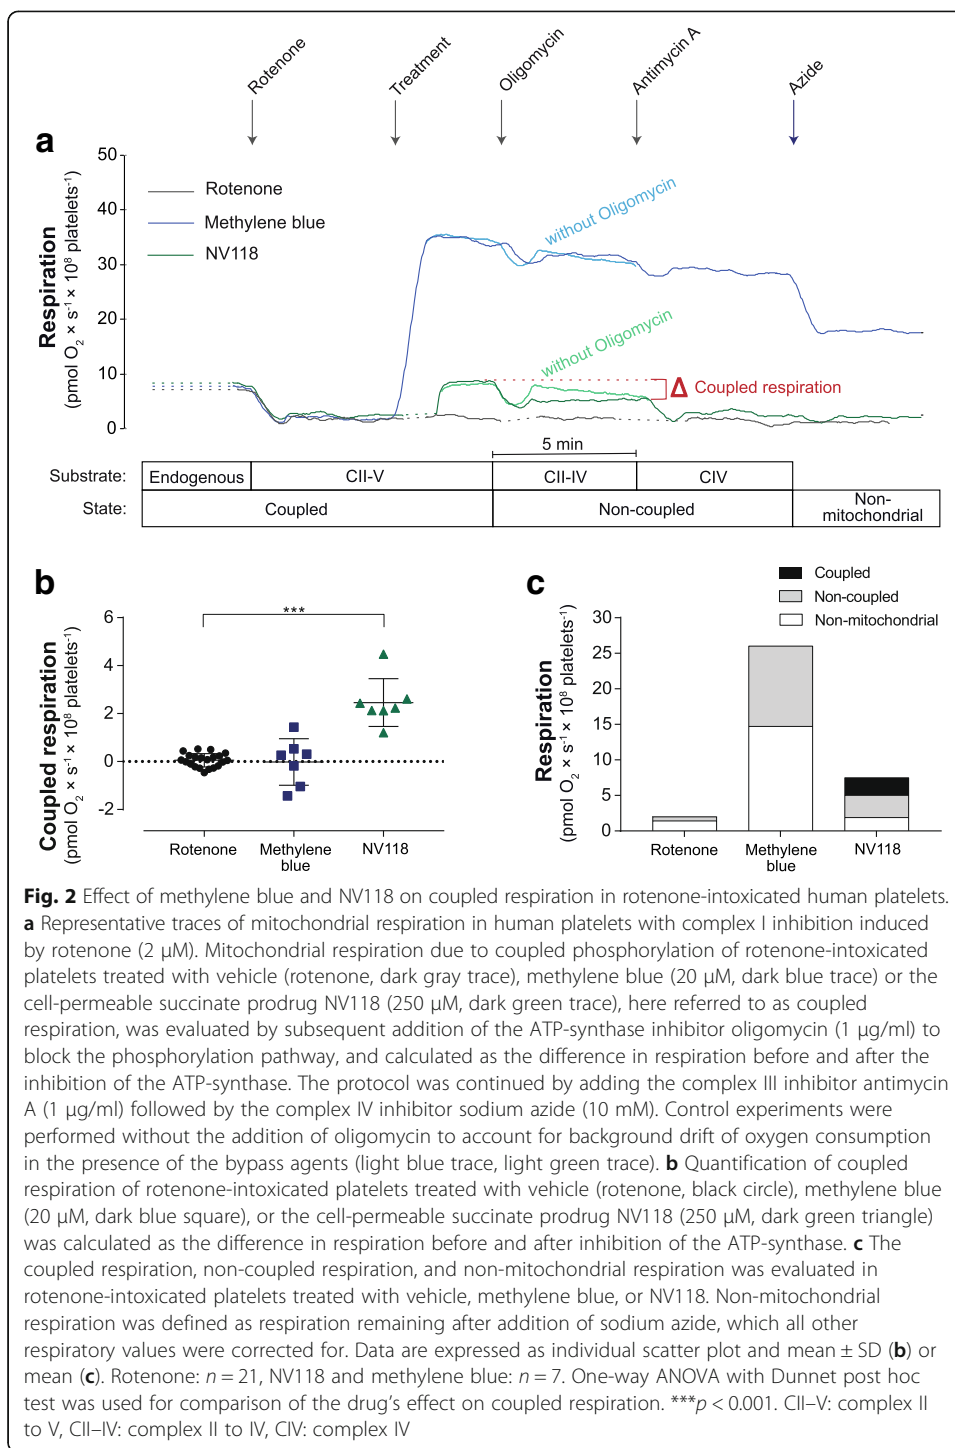 Rotenone
Treatment
Oligomycin
Antimycin A
Azide
a
50
40
30
20
10
0
Respiration
(pmol O₂ × s⁻¹ × 10⁸ platelets⁻¹)
Rotenone
Methylene blue
NV118
without Oligomycin
without Oligomycin
Δ Coupled respiration
5 min
Substrate: Endogenous CII-V CII-IV CIV
State: Coupled Non-coupled Non-
mitochondrial
b
6
4
2
0
-2
Coupled respiration
(pmol O₂ × s⁻¹ × 10⁸ platelets⁻¹)
***
Rotenone Methylene NV118
blue
c
Coupled
Non-coupled
Non-mitochondrial
30
25
20
15
10
5
0
Respiration
(pmol O₂ × s⁻¹ × 10⁸ platelets⁻¹)
Rotenone Methylene NV118
blue
Fig. 2 Effect of methylene blue and NV118 on coupled respiration in rotenone-intoxicated human platelets.
a Representative traces of mitochondrial respiration in human platelets with complex I inhibition induced
by rotenone (2 μM). Mitochondrial respiration due to coupled phosphorylation of rotenone-intoxicated
platelets treated with vehicle (rotenone, dark gray trace), methylene blue (20 μM, dark blue trace) or the
cell-permeable succinate prodrug NV118 (250 μM, dark green trace), here referred to as coupled
respiration, was evaluated by subsequent addition of the ATP-synthase inhibitor oligomycin (1 μg/ml) to
block the phosphorylation pathway, and calculated as the difference in respiration before and after the
inhibition of the ATP-synthase. The protocol was continued by adding the complex III inhibitor antimycin
A (1 μg/ml) followed by the complex IV inhibitor sodium azide (10 mM). Control experiments were
performed without the addition of oligomycin to account for background drift of oxygen consumption
in the presence of the bypass agents (light blue trace, light green trace). b Quantification of coupled
respiration of rotenone-intoxicated platelets treated with vehicle (rotenone, black circle), methylene blue
(20 μM, dark blue square), or the cell-permeable succinate prodrug NV118 (250 μM, dark green triangle)
was calculated as the difference in respiration before and after inhibition of the ATP-synthase. c The
coupled respiration, non-coupled respiration, and non-mitochondrial respiration was evaluated in
rotenone-intoxicated platelets treated with vehicle, methylene blue, or NV118. Non-mitochondrial
respiration was defined as respiration remaining after addition of sodium azide, which all other
respiratory values were corrected for. Data are expressed as individual scatter plot and mean ± SD (b) or
mean (c). Rotenone: n = 21, NV118 and methylene blue: n = 7. One-way ANOVA with Dunnet post hoc
test was used for comparison of the drug's effect on coupled respiration. ***p < 0.001. CII–V: complex II
to V, CII–IV: complex II to IV, CIV: complex IV